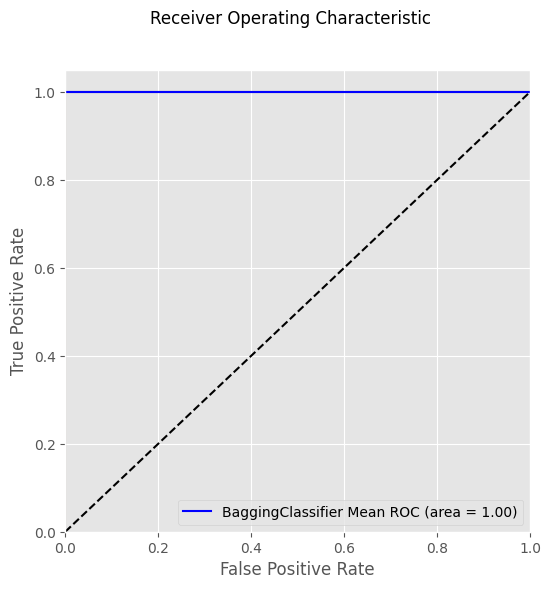 Receiver Operating Characteristic
1.0
0.8
0.6
0.4
0.2
0.0
True Positive Rate
BaggingClassifier Mean ROC (area = 1.00)
0.0 0.2 0.4 0.6 0.8 1.0
False Positive Rate